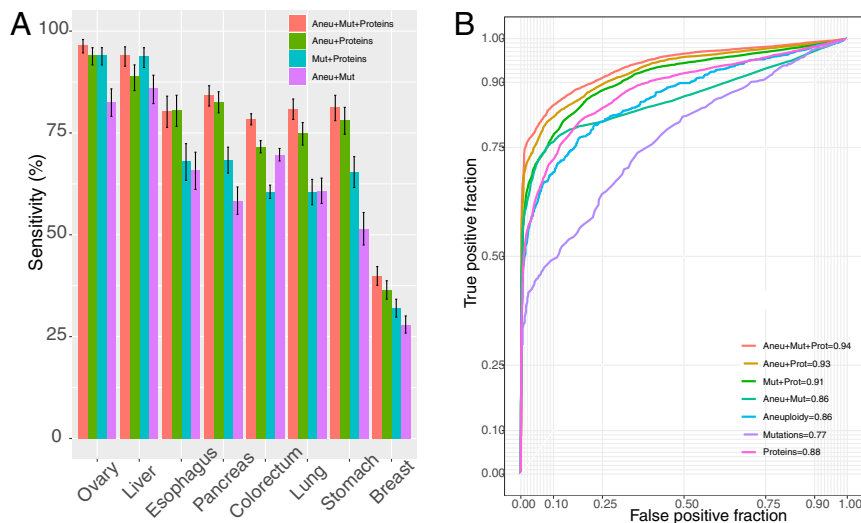 A
Sensitivity (%)
100
75
50
25
0
Aneu+Mut+Proteins
Aneu+Proteins
Mut+Proteins
Aneu+Mut
Ovary
Liver
Esophagus
Pancreas
Colorectum
Lung
Stomach
Breast
B
True positive fraction
1.00
0.90
0.75
0.50
0.25
0.10
0.00
Aneu+Mut+Prot=0.94
Aneu+Prot=0.93
Mut+Prot=0.91
Aneu+Mut=0.86
Aneuploidy=0.86
Mutations=0.77
Proteins=0.88
0.00 0.10 0.25 0.50 0.75 0.90 1.00
False positive fraction